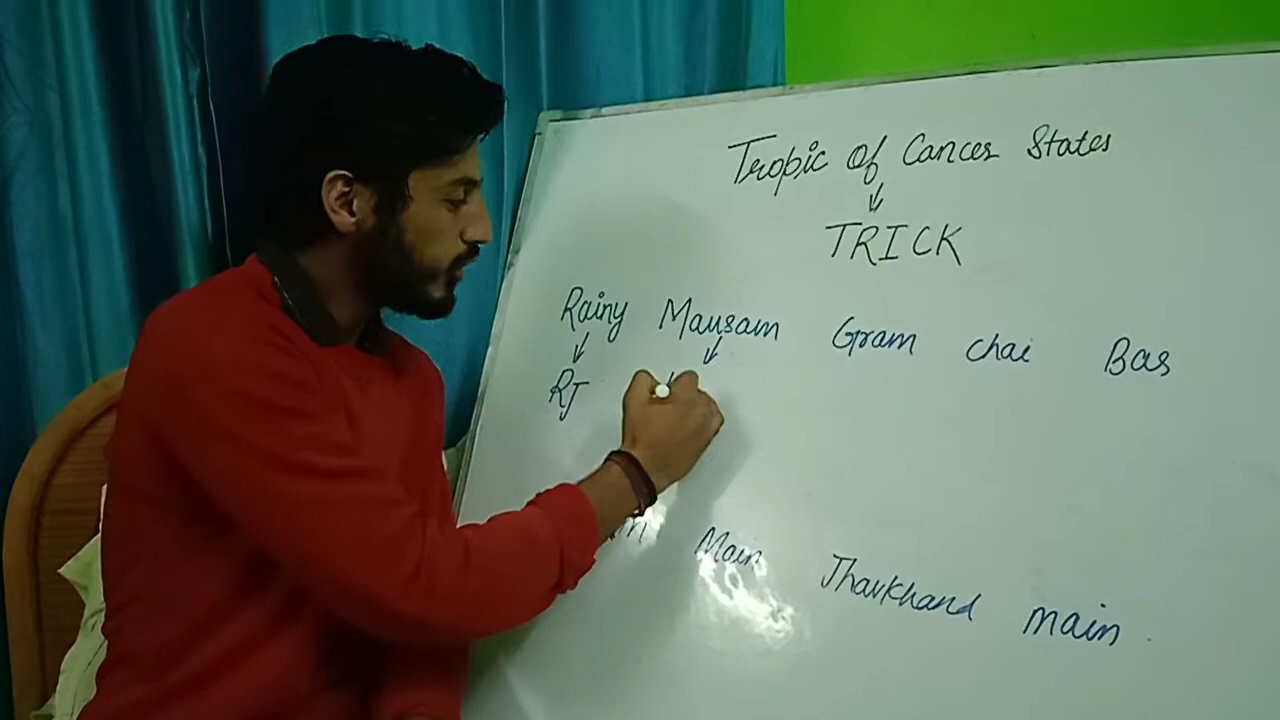 Tropic of Cancer States
TRICK
Rainy Mausam Gram chai Bas
RJ
Main Jharkhand main